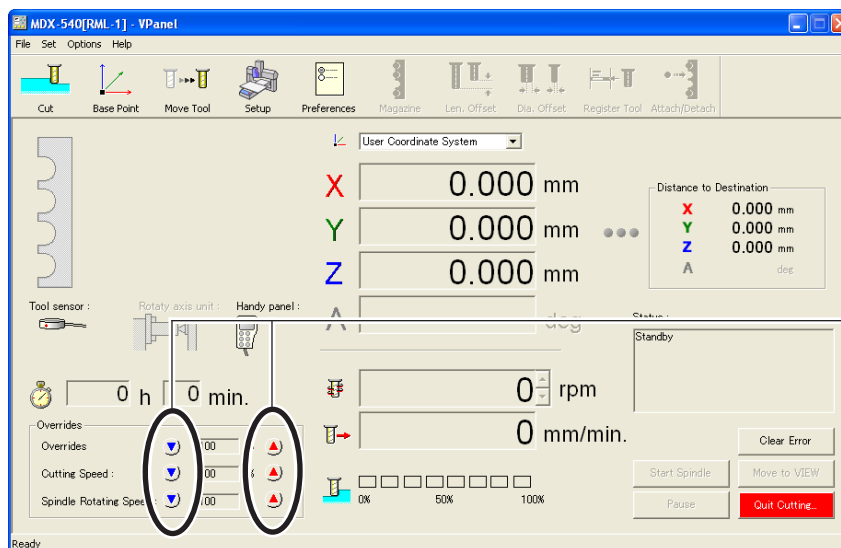 MDX-540[RML-1] - VPanel
File Set Options Help
Cut Base Point Move Tool Setup Preferences Magazine Len. Offset Dia. Offset Register Tool Attach/Detach
User Coordinate System
X 0.000 mm
Y 0.000 mm
Z 0.000 mm
A deg
Distance to Destination
X 0.000 mm
Y 0.000 mm
Z 0.000 mm
A deg
Tool sensor : Rotaty axis unit : Handy panel :
Status :
Standby
0 h 0 min.
0 rpm
0 mm/min.
Overrides
Overrides
Cutting Speed :
Spindle Rotating Speed :
0% 50% 100%
Clear Error
Start Spindle Move to VIEW
Pause Quit Cutting...
Ready